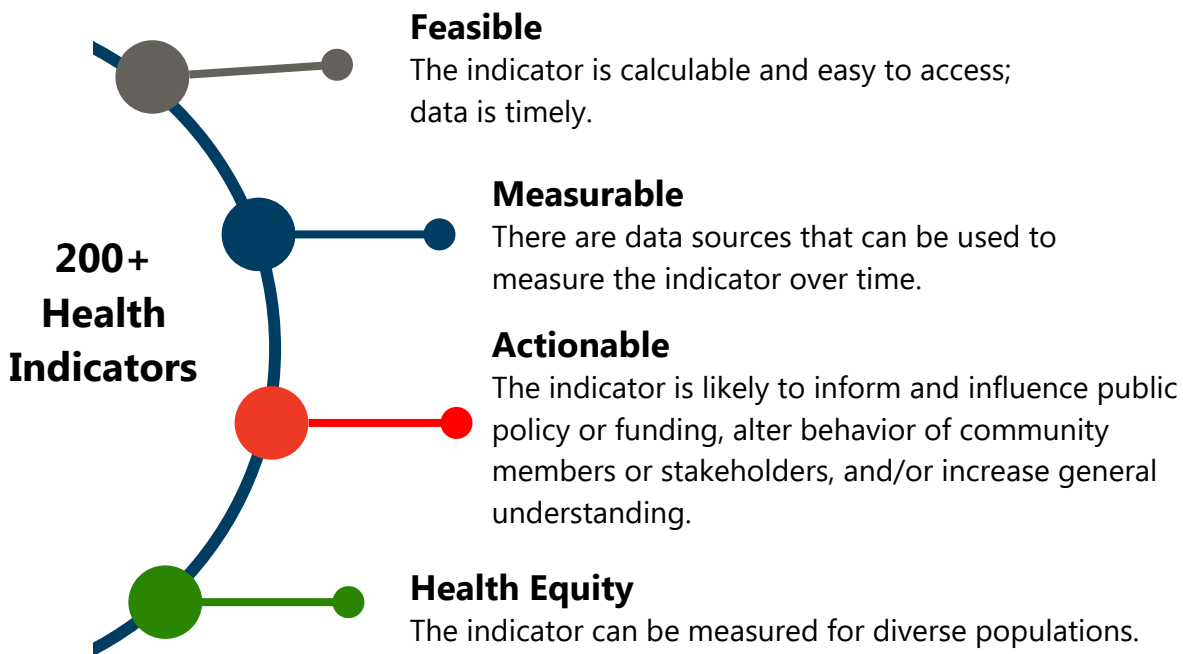 Feasible
The indicator is calculable and easy to access;
data is timely.
Measurable
There are data sources that can be used to
measure the indicator over time.
200+
Health
Indicators
Actionable
The indicator is likely to inform and influence public
policy or funding, alter behavior of community
members or stakeholders, and/or increase general
understanding.
Health Equity
The indicator can be measured for diverse populations.